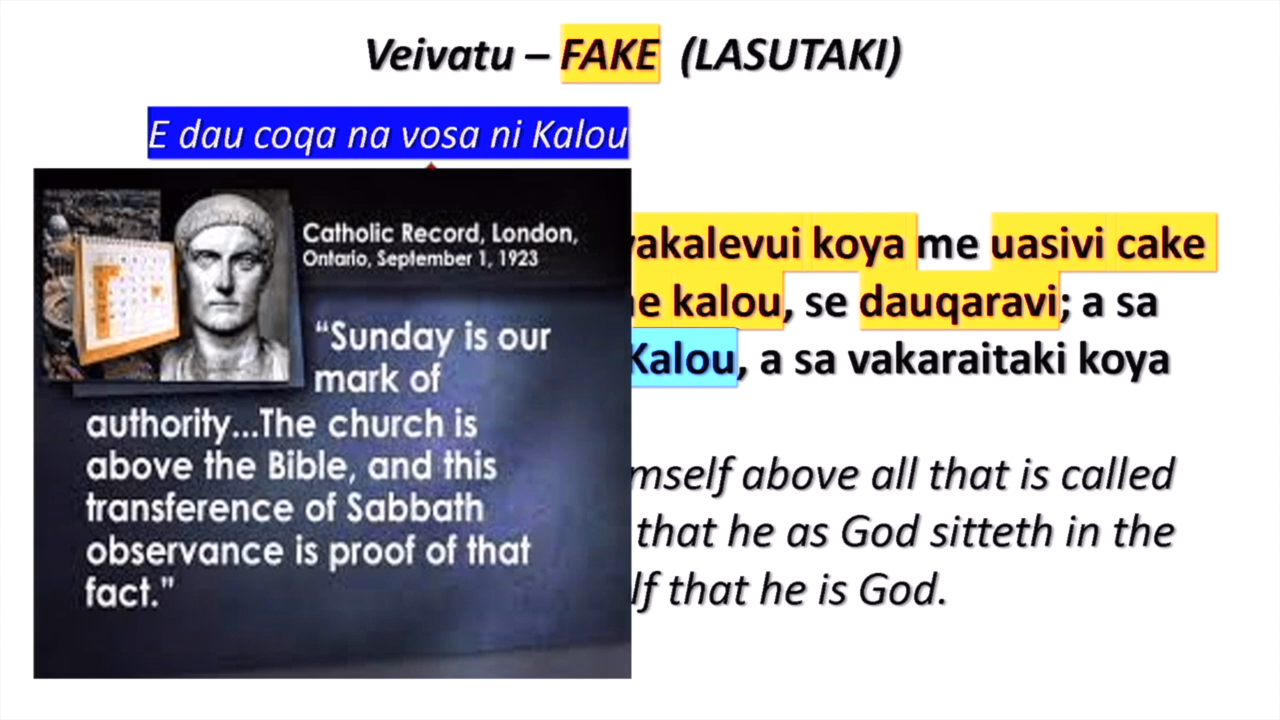 Veivatu – FAKE (LASUTAKI)
E dau coqa na vosa ni Kalou
koya me uasivi cake
kalou, se dauqaravi; a sa
Kalou, a sa vakaraitaki koya
above all that is called
that he as God sitteth in the
that he is God.
Catholic Record, London,
Ontario, September 1, 1923
“Sunday is our
mark of
authority...The church is
above the Bible, and this
transference of Sabbath
observance is proof of that
fact."